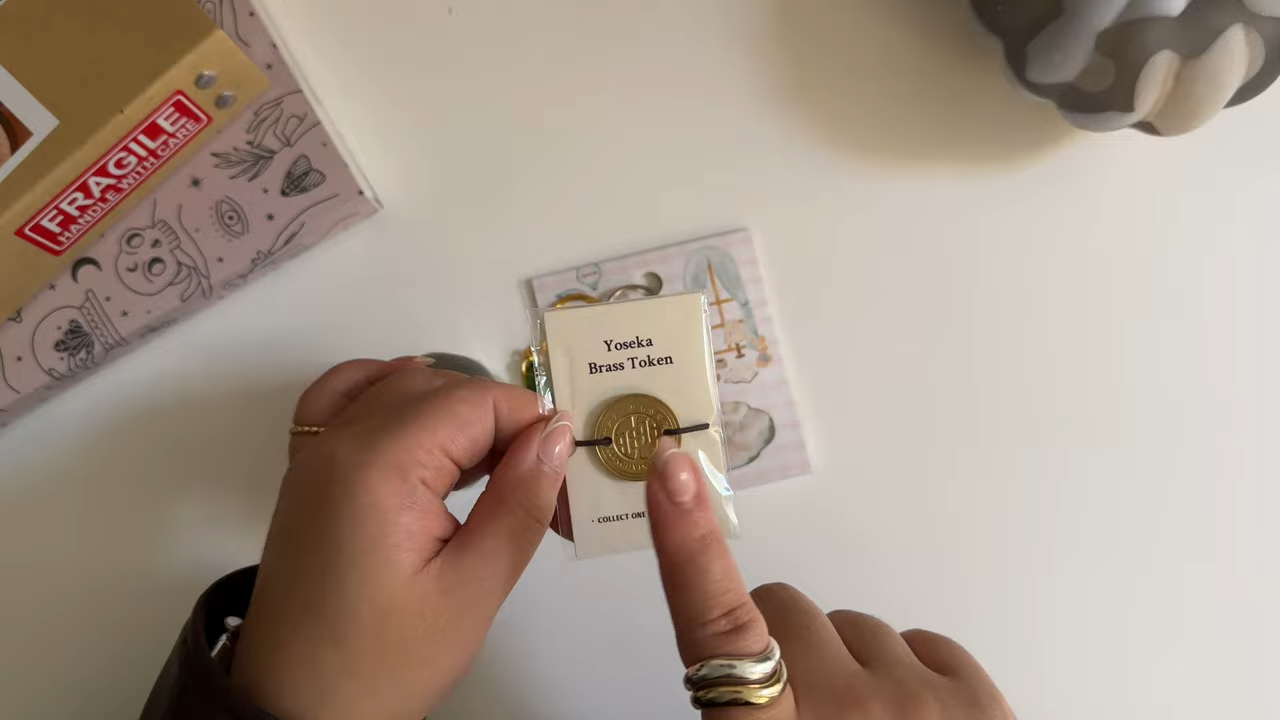 FRAGILE
HANDLE WITH CARE
Yoseka
Brass Token
· COLLECT ONE